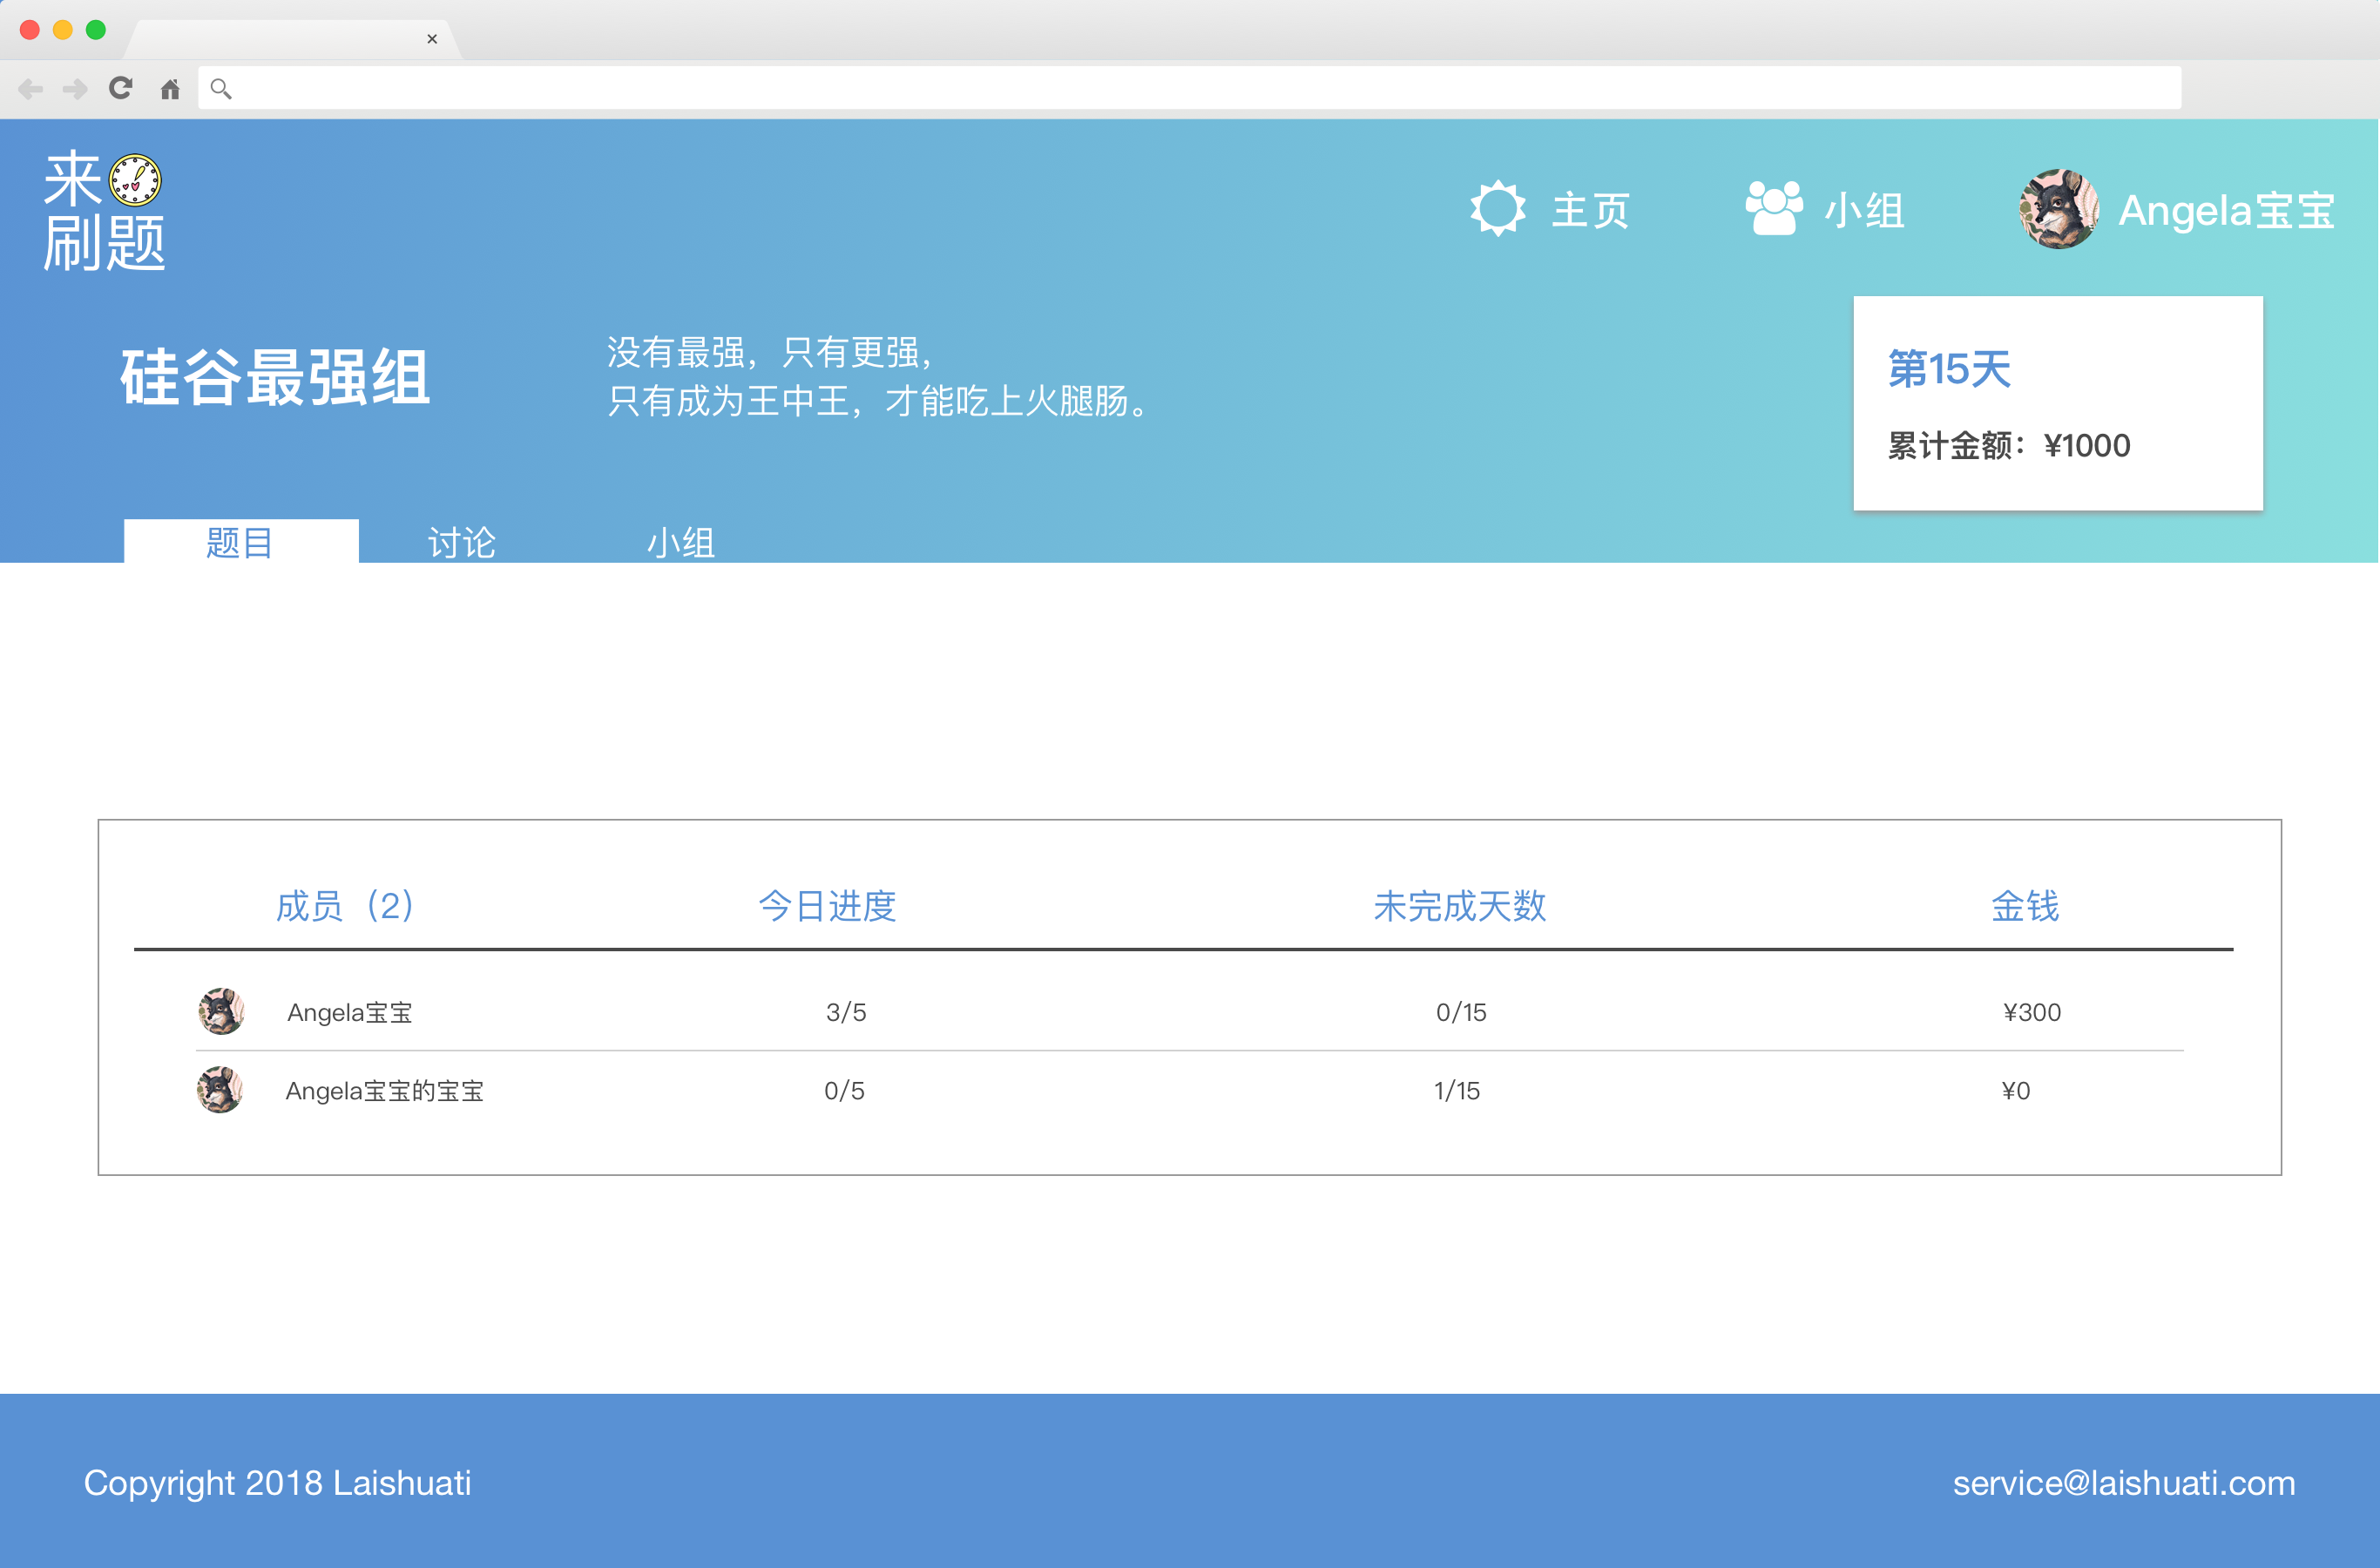 来
刷题
主页
小组
Angela宝宝
硅谷最强组
没有最强，只有更强，
只有成为王中王，才能吃上火腿肠。
第15天
累计金额：¥1000
题目
讨论
小组
成员（2） 今日进度 未完成天数 金钱
Angela宝宝 3/5 0/15 ¥300
Angela宝宝的宝宝 0/5 1/15 ¥0
Copyright 2018 Laishuati
service@laishuati.com